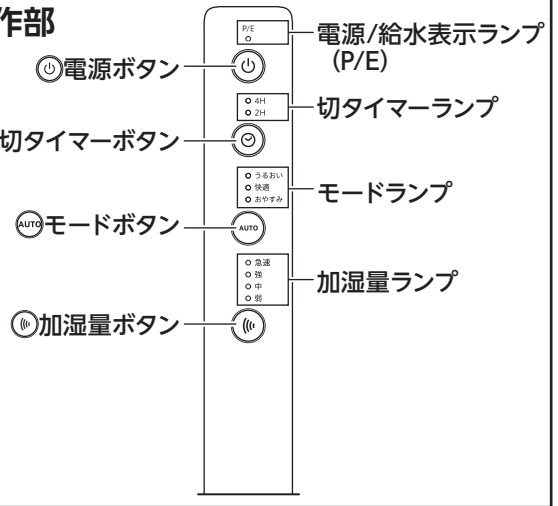 作部
P/E
電源/給水表示ランプ
(P/E)
電源ボタン
4H
2H
切タイマーランプ
切タイマーボタン
うるおい
快適
おやすみ
モードランプ
AUTO モードボタン
AUTO
急速
強
中
弱
加湿量ランプ
加湿量ボタン